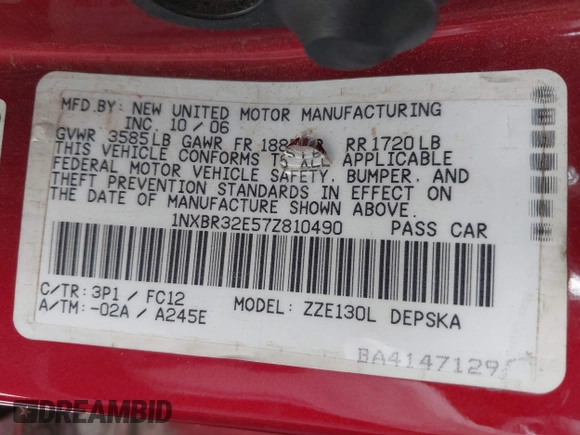 MFD.BY: NEW UNITED MOTOR MANUFACTURING
INC 10 / 06
GVWR 3585LB GAWR FR RR 1720LB
THIS VEHICLE CONFORMS TO ALL APPLICABLE
FEDERAL MOTOR VEHICLE SAFETY, BUMPER, AND
THEFT PREVENTION STANDARDS IN EFFECT ON
THE DATE OF MANUFACTURE SHOWN ABOVE.
1NXBR32E57Z810490 PASS CAR
C/TR: 3P1 / FC12
A/TM: -02A / A245E
MODEL: ZZE130L DEPSKA
BA4147129
DREAMBID